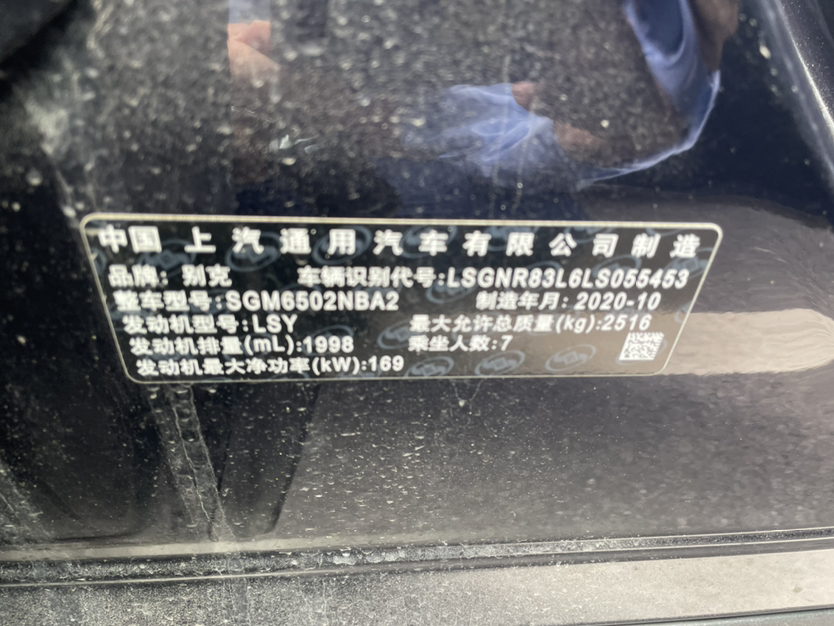 中国 上 汽 通 用 汽 车 有 限 公 司 制 造
品牌: 别克 车辆识别代号:LSGNR83L6LS055453
整车型号:SGM6502NBA2 制造年月: 2020-10
发动机型号:LSY 最大允许总质量(kg):2516
发动机排量(mL):1998 乘坐人数:7
发动机最大净功率(kW):169